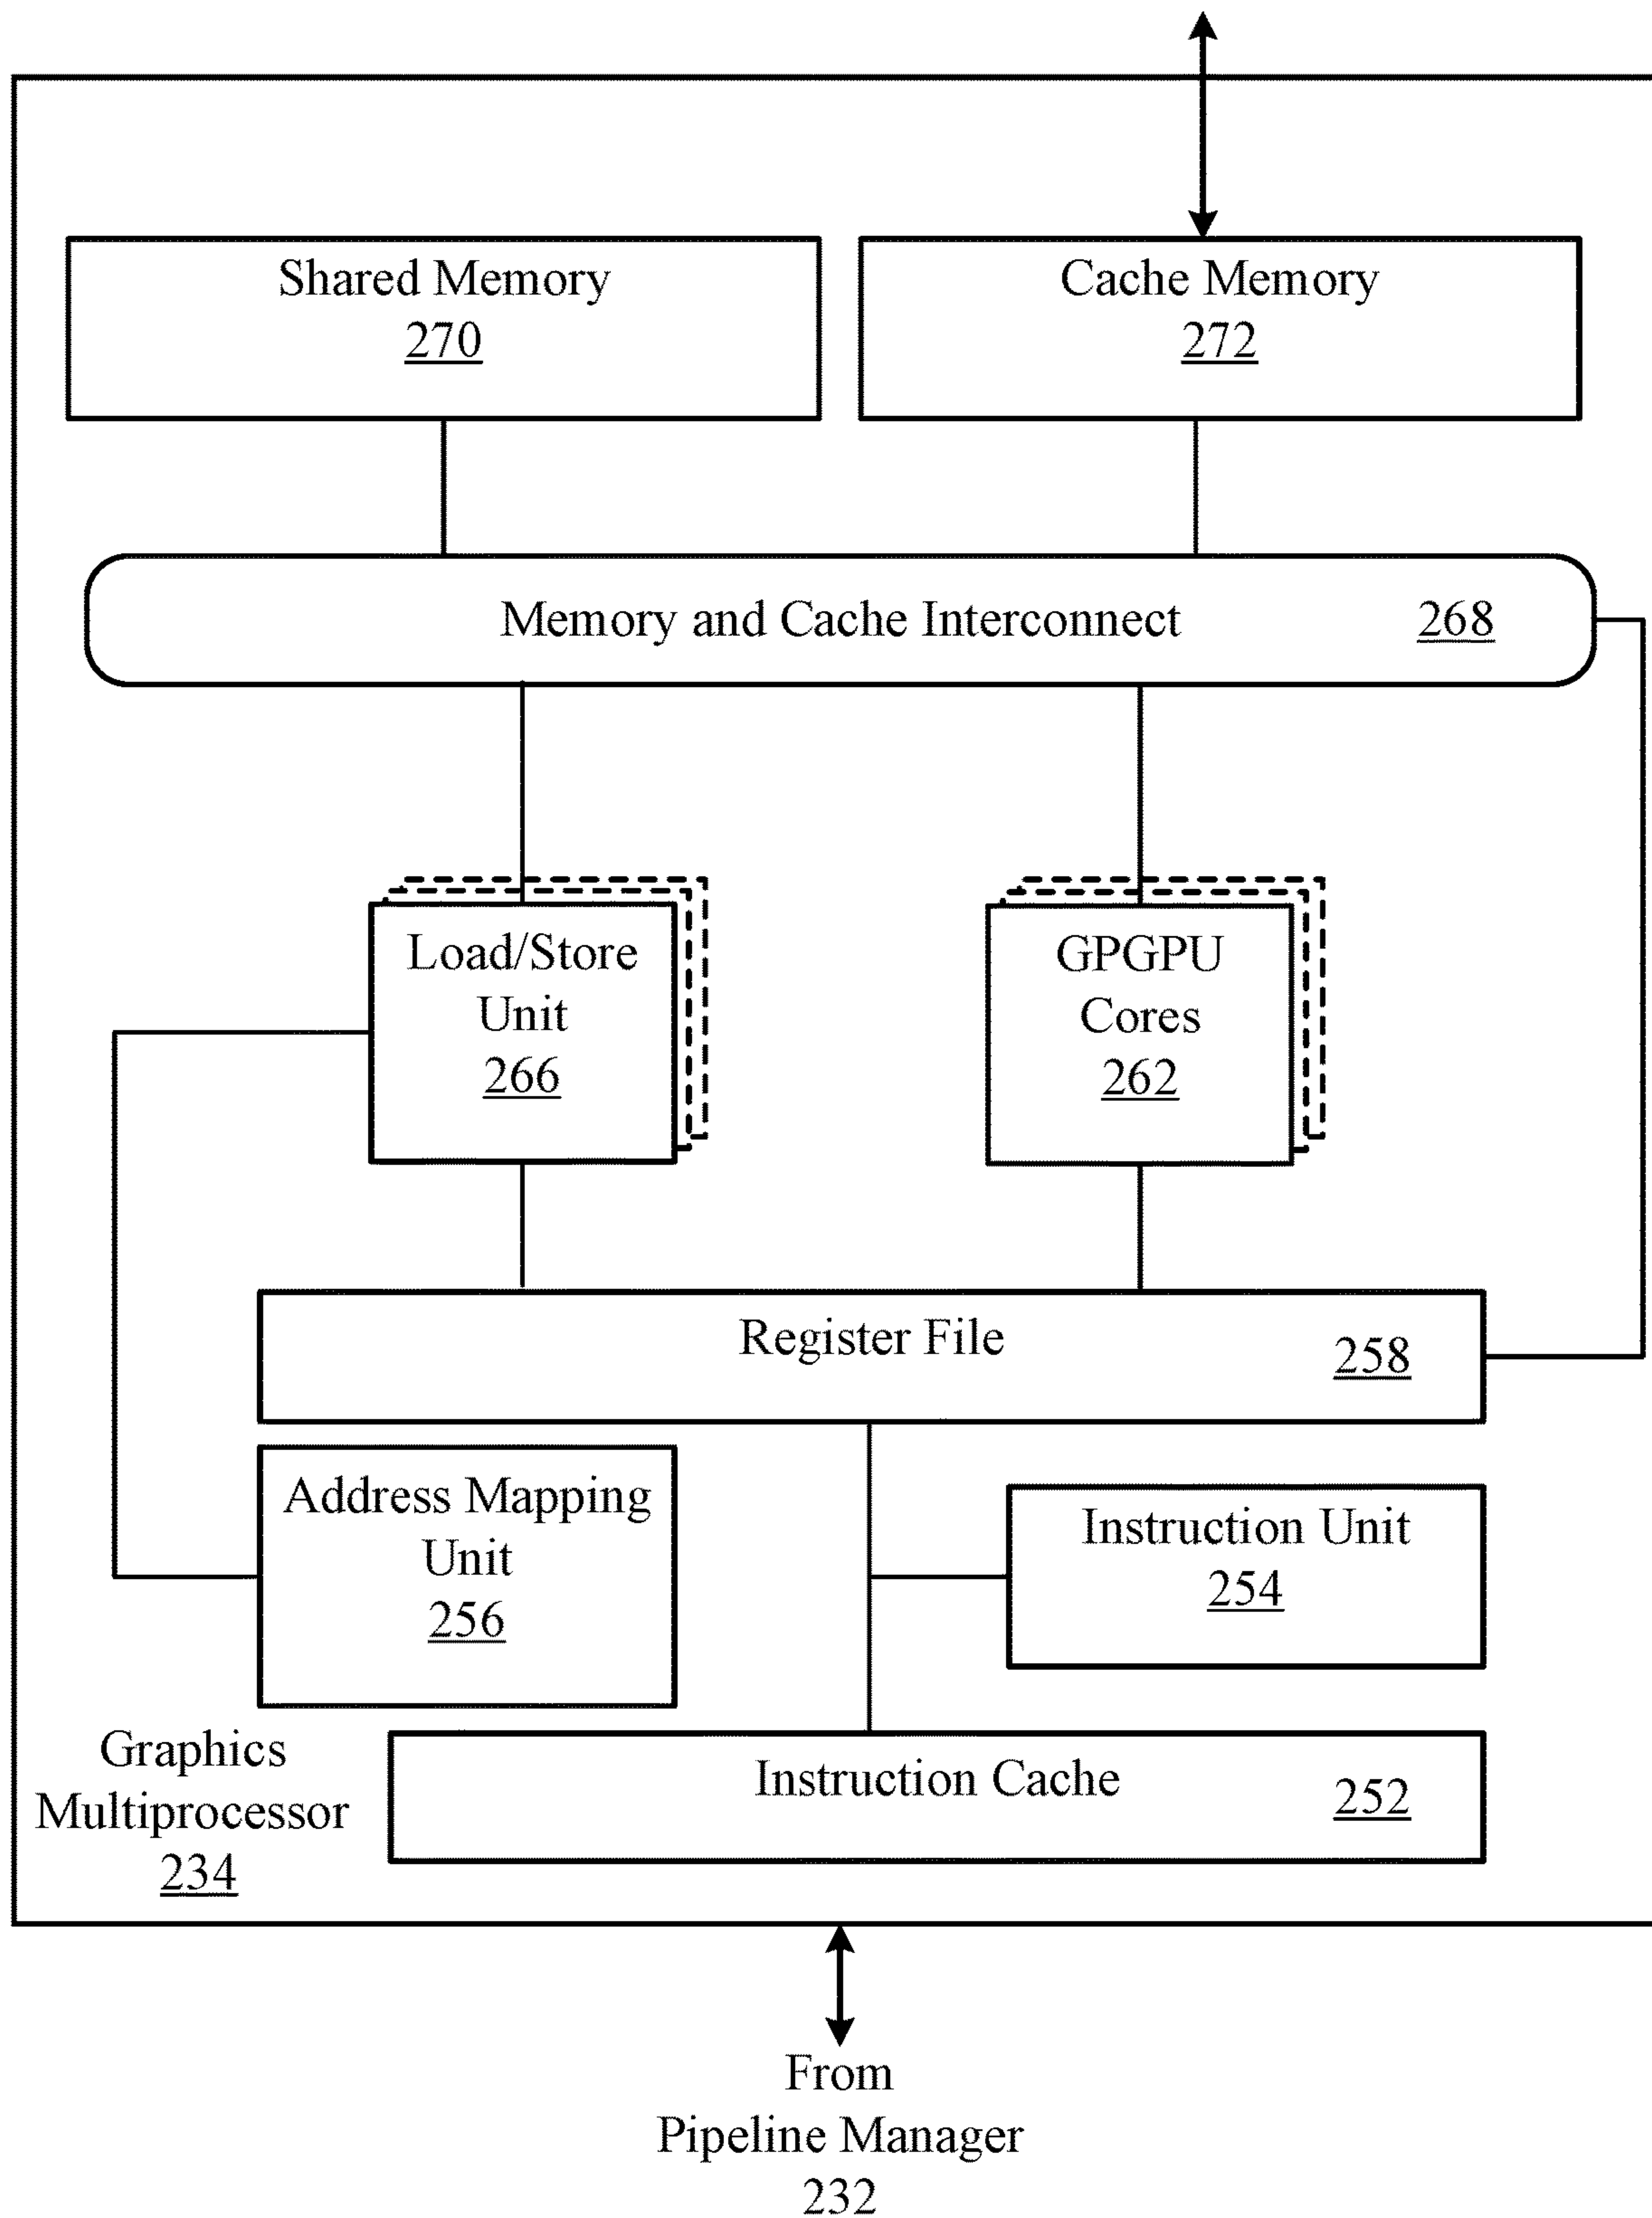 Shared Memory
270
Cache Memory
272
Memory and Cache Interconnect 268
Load/Store
Unit
266
GPGPU
Cores
262
Register File 258
Address Mapping
Unit
256
Instruction Unit
254
Graphics
Multiprocessor
234
Instruction Cache 252
From
Pipeline Manager
232